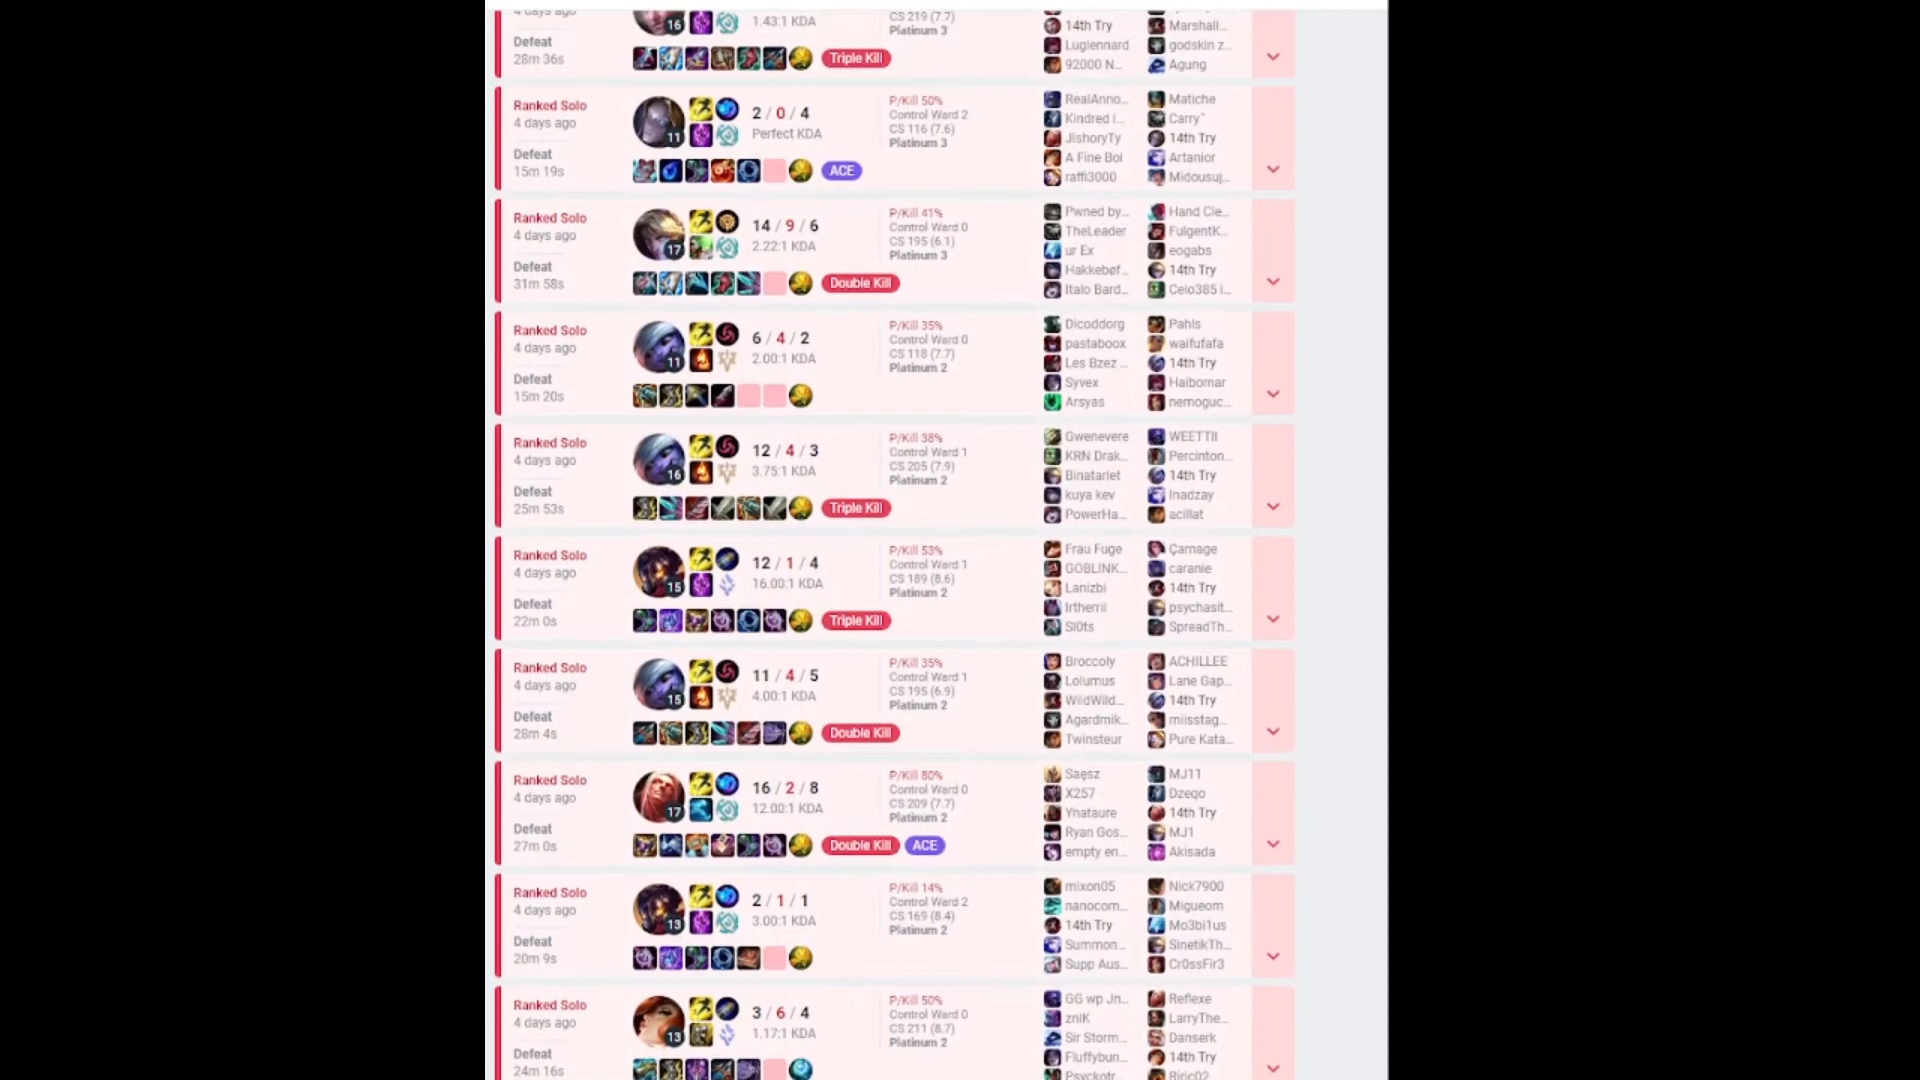 4 days ago
Defeat
28m 36s
16
1.43:1 KDA
Triple Kill
CS 219 (7.7)
Platinum 3
14th Try
Luglennard
92000 N...
Marshall...
godskin z...
Agung
Ranked Solo
4 days ago
Defeat
15m 19s
11
2 / 0 / 4
Perfect KDA
ACE
P/Kill 50%
Control Ward 2
CS 116 (7.6)
Platinum 3
RealAnno...
Kindred i...
JishoryTy
A Fine Boi
raffi3000
Matiche
Carry^
14th Try
Artanior
Midousuj...
Ranked Solo
4 days ago
Defeat
31m 58s
17
14 / 9 / 6
2.22:1 KDA
Double Kill
P/Kill 41%
Control Ward 0
CS 195 (6.1)
Platinum 3
Pwned by...
TheLeader
ur Ex
Hakkebøf...
Italo Bard...
Hand Cle...
FulgentK...
eogabs
14th Try
Celo385 i...
Ranked Solo
4 days ago
Defeat
15m 20s
11
6 / 4 / 2
2.00:1 KDA
P/Kill 35%
Control Ward 0
CS 118 (7.7)
Platinum 2
Dicoddorg
pastaboox
Les Bzez ...
Syvex
Arsyas
Pahls
waifufafa
14th Try
Haibomar
nemoguc...
Ranked Solo
4 days ago
Defeat
25m 53s
16
12 / 4 / 3
3.75:1 KDA
Triple Kill
P/Kill 38%
Control Ward 1
CS 205 (7.9)
Platinum 2
Gwenevere
KRN Drak...
Binatarlet
kuya kev
PowerHa...
WEETTII
Percinton...
14th Try
Inadzay
acillat
Ranked Solo
4 days ago
Defeat
22m 0s
15
12 / 1 / 4
16.00:1 KDA
Triple Kill
P/Kill 53%
Control Ward 1
CS 189 (8.6)
Platinum 2
Frau Fuge
GOBLINK...
Lanizbi
Irtherril
Sl0ts
Çarnage
caranie
14th Try
psychasit...
SpreadTh...
Ranked Solo
4 days ago
Defeat
28m 4s
15
11 / 4 / 5
4.00:1 KDA
Double Kill
P/Kill 35%
Control Ward 1
CS 195 (6.9)
Platinum 2
Broccoly
Lolumus
WildWild...
Agardmik...
Twinsteur
ACHILLEE
Lane Gap...
14th Try
miisstag...
Pure Kata...
Ranked Solo
4 days ago
Defeat
27m 0s
17
16 / 2 / 8
12.00:1 KDA
Double Kill
ACE
P/Kill 80%
Control Ward 0
CS 209 (7.7)
Platinum 2
Saęsz
X257
Ynataure
Ryan Gos...
empty en...
MJ11
Dzeqo
14th Try
MJ1
Akisada
Ranked Solo
4 days ago
Defeat
20m 9s
13
2 / 1 / 1
3.00:1 KDA
P/Kill 14%
Control Ward 2
CS 169 (8.4)
Platinum 2
mixon05
nanocom...
14th Try
Summon...
Supp Aus...
Nick7900
Migueom
Mo3bi1us
SinetikTh...
Cr0ssFir3
Ranked Solo
4 days ago
Defeat
24m 16s
13
3 / 6 / 4
1.17:1 KDA
P/Kill 50%
Control Ward 0
CS 211 (8.7)
Platinum 2
GG wp Jn...
znIK
Sir Storm...
Fluffybun...
Psyckotr...
Reflexe
LarryThe...
Danserk
14th Try
Riric02